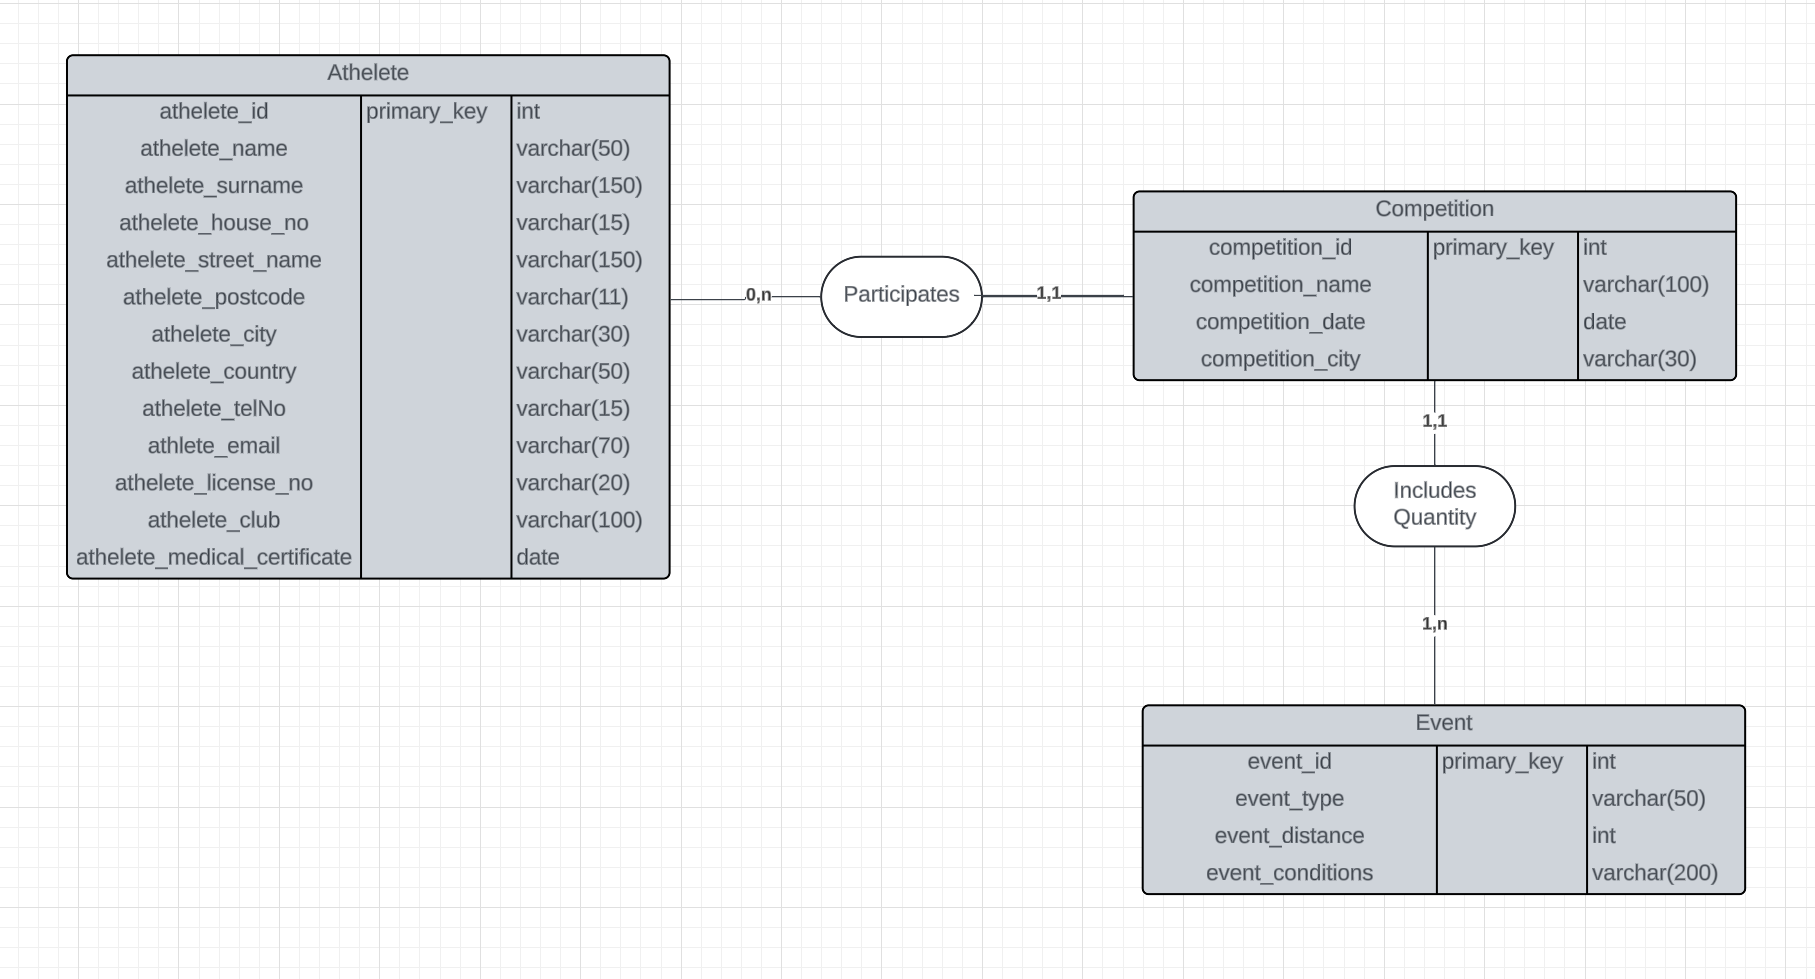 Athelete
athelete_id primary_key int
athelete_name varchar(50)
athelete_surname varchar(150)
athelete_house_no varchar(15)
athelete_street_name varchar(150)
athelete_postcode varchar(11)
athelete_city varchar(30)
athelete_country varchar(50)
athelete_telNo varchar(15)
athlete_email varchar(70)
athelete_license_no varchar(20)
athelete_club varchar(100)
athelete_medical_certificate date
0,n
Participates
1,1
Competition
competition_id primary_key int
competition_name varchar(100)
competition_date date
competition_city varchar(30)
1,1
Includes
Quantity
1,n
Event
event_id primary_key int
event_type varchar(50)
event_distance int
event_conditions varchar(200)